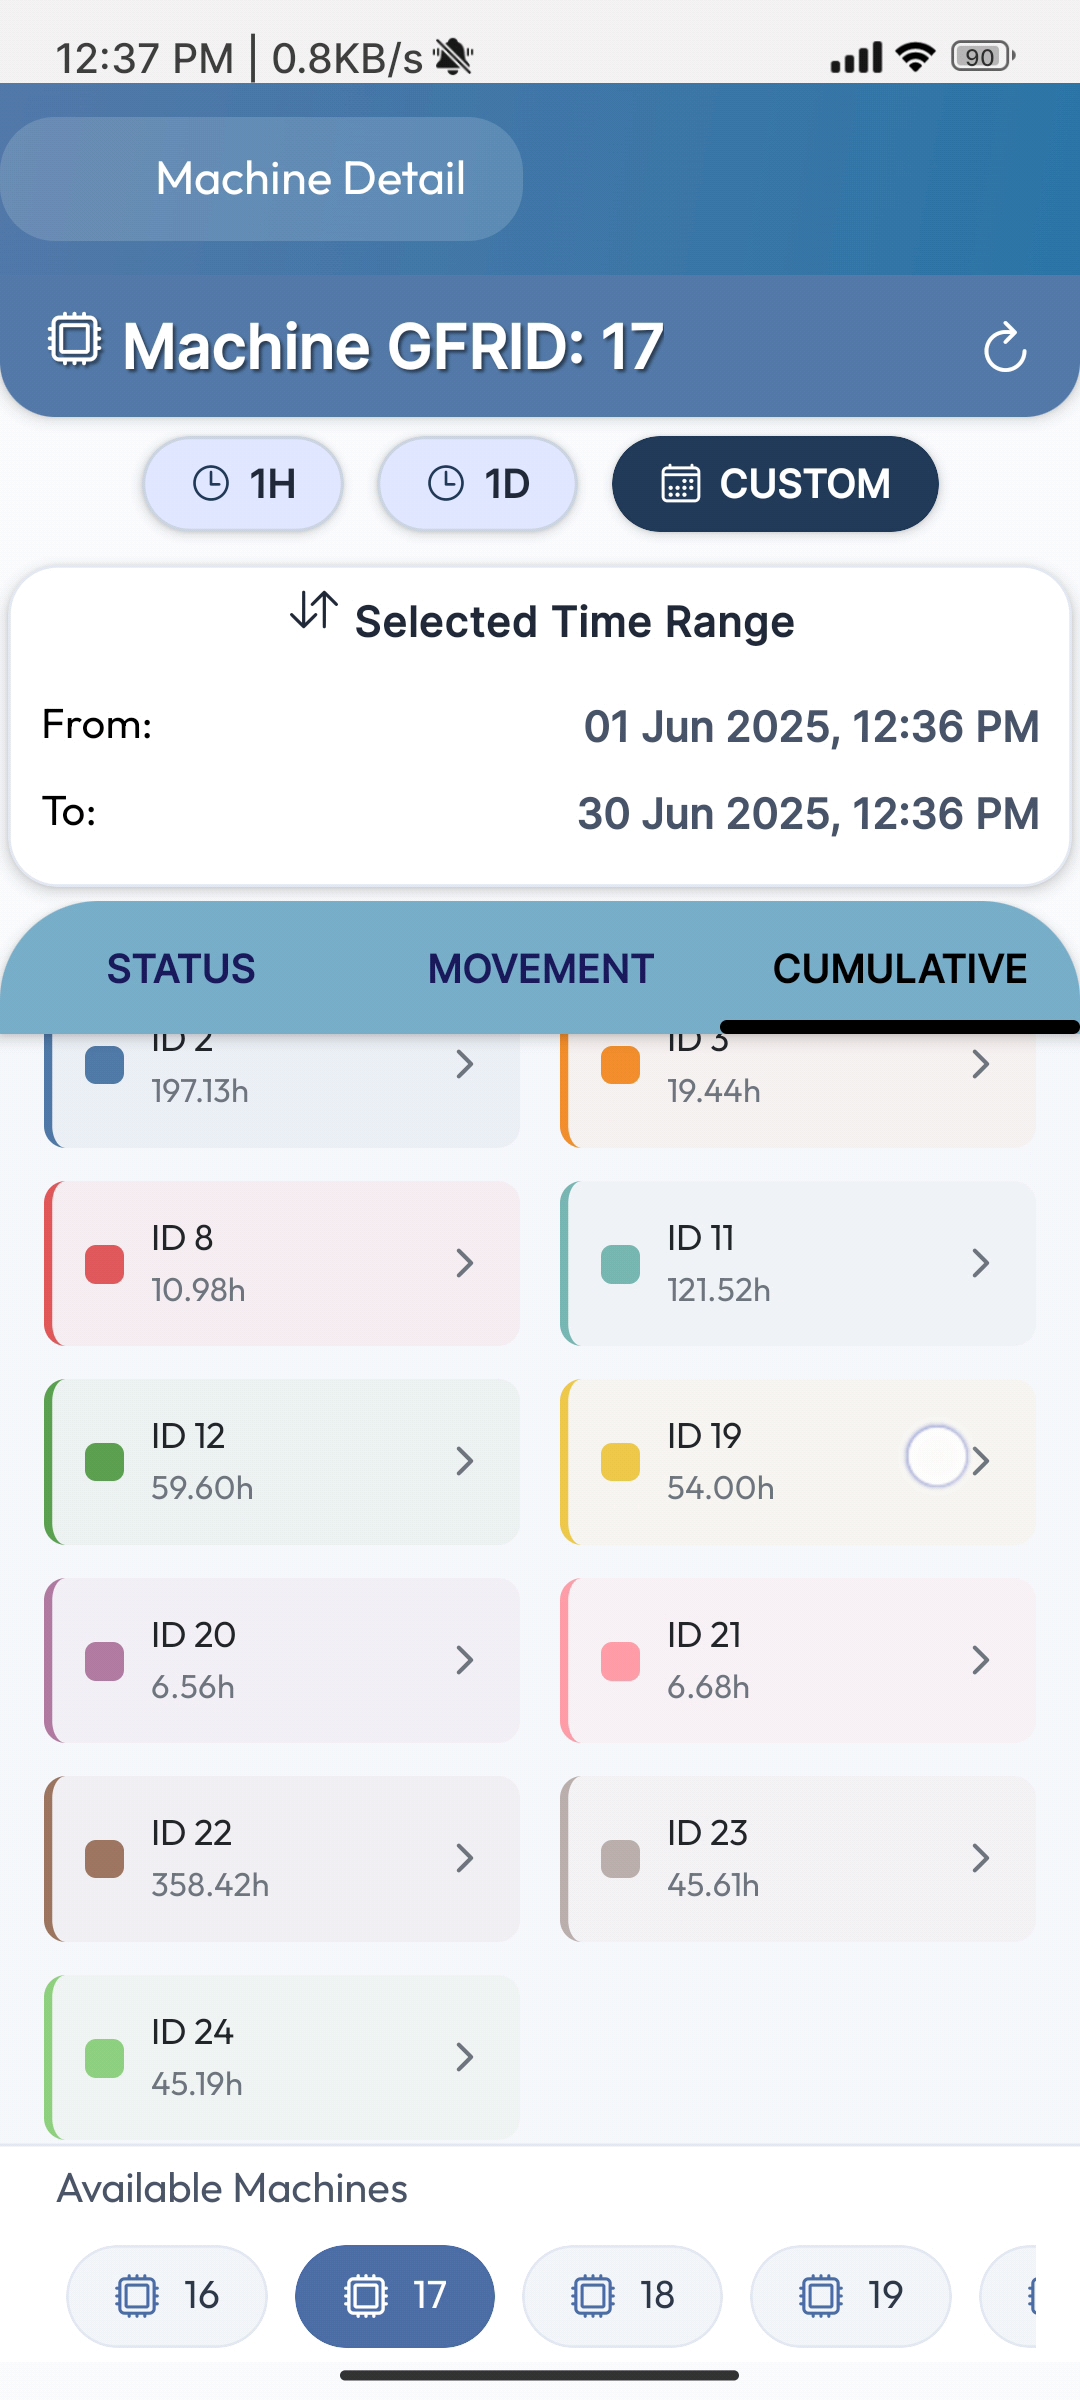 12:37 PM | 0.8KB/s
90
Machine Detail
Machine GFRID: 17
1H
1D
CUSTOM
Selected Time Range
From:
01 Jun 2025, 12:36 PM
To:
30 Jun 2025, 12:36 PM
STATUS
MOVEMENT
CUMULATIVE
ID 2
197.13h
ID 3
19.44h
ID 8
10.98h
ID 11
121.52h
ID 12
59.60h
ID 19
54.00h
ID 20
6.56h
ID 21
6.68h
ID 22
358.42h
ID 23
45.61h
ID 24
45.19h
Available Machines
16
17
18
19